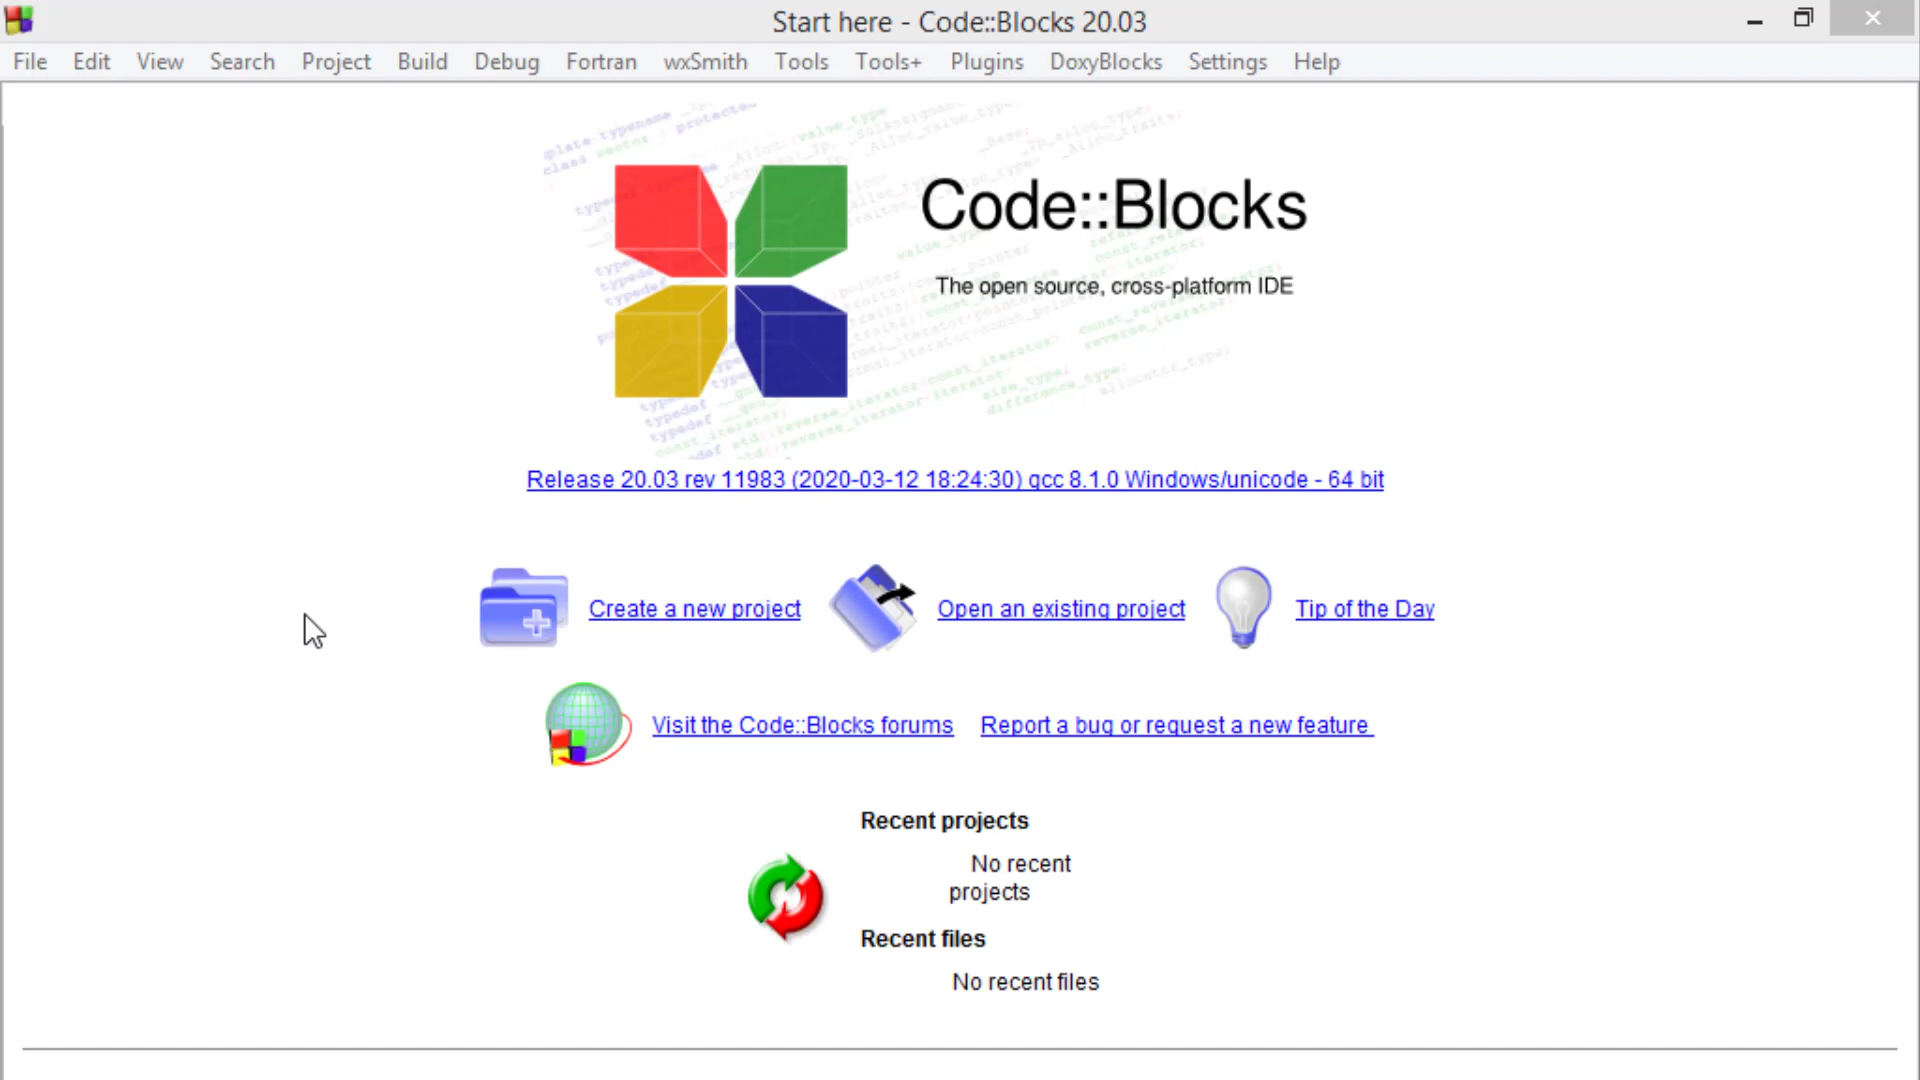 Start here - Code::Blocks 20.03
File Edit View Search Project Build Debug Fortran wxSmith Tools Tools+ Plugins DoxyBlocks Settings Help
Code::Blocks
The open source, cross-platform IDE
Release 20.03 rev 11983 (2020-03-12 18:24:30) gcc 8.1.0 Windows/unicode - 64 bit
Create a new project Open an existing project Tip of the Day
Visit the Code::Blocks forums Report a bug or request a new feature
Recent projects
No recent
projects
Recent files
No recent files